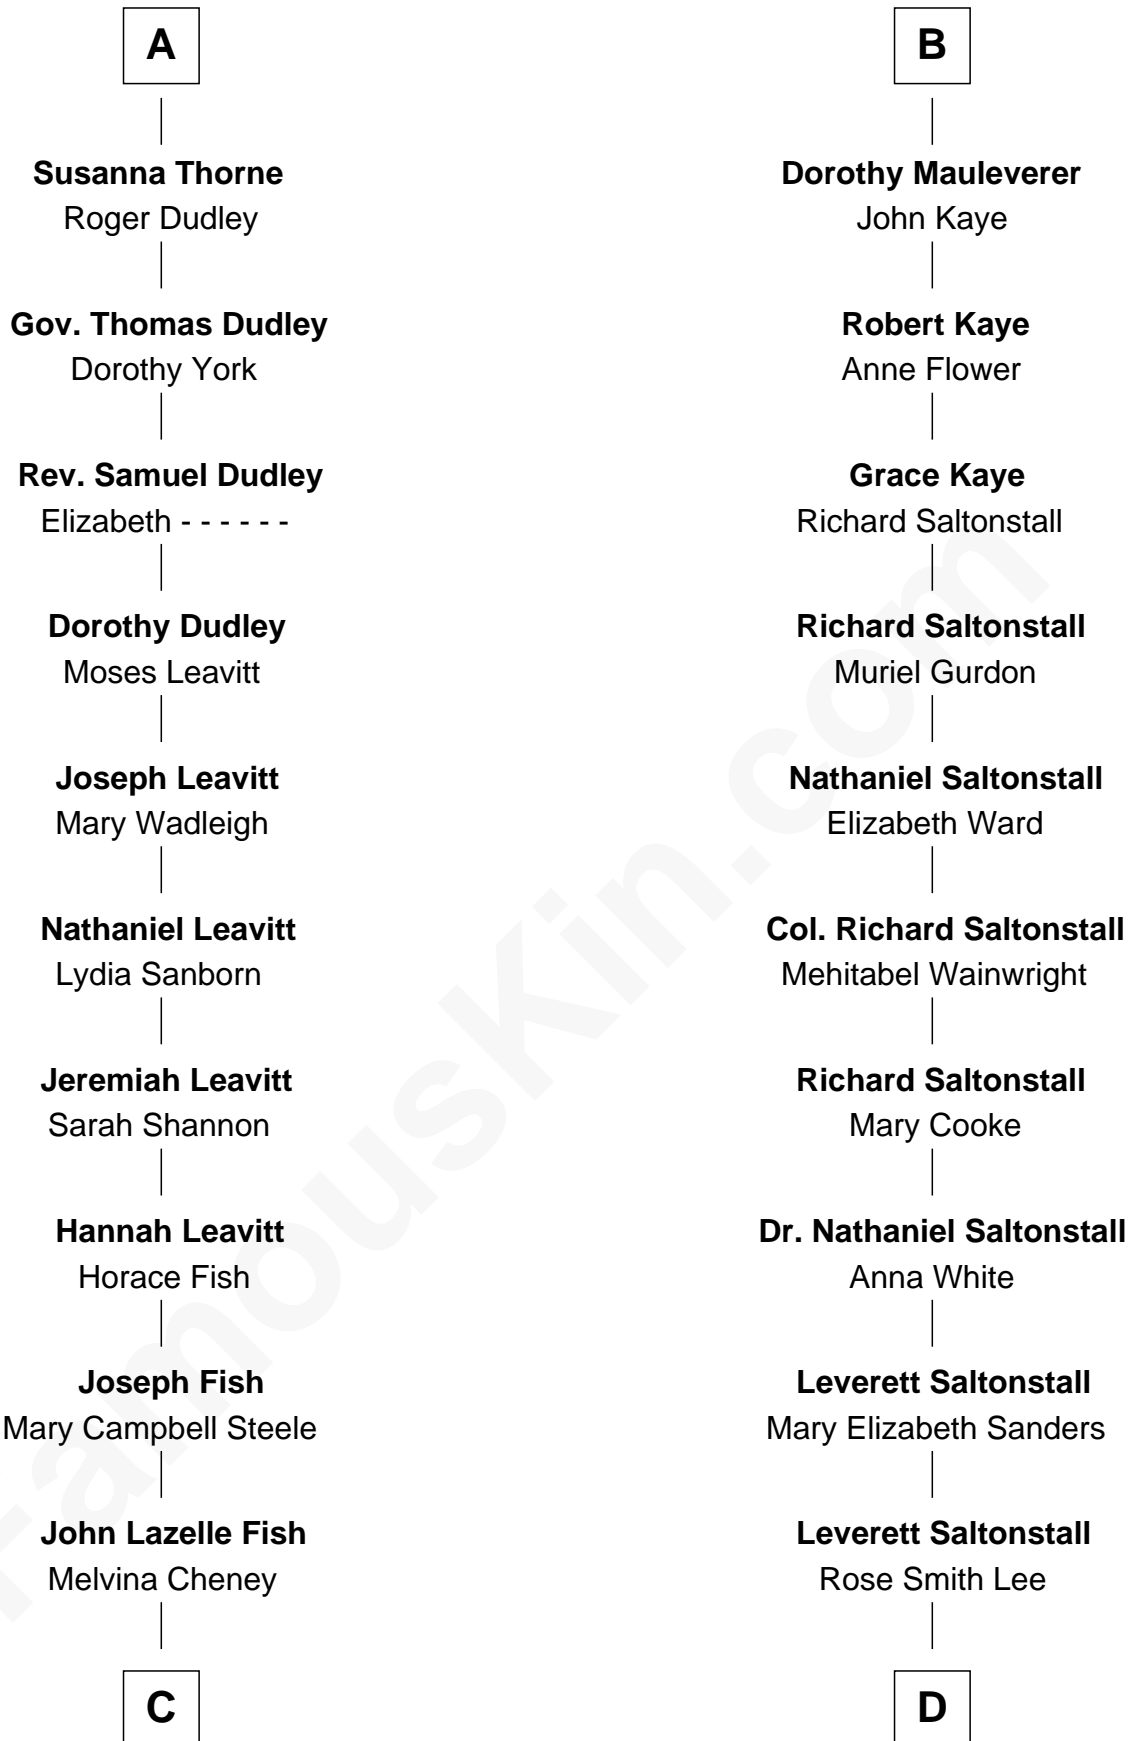 A
Susanna Thorne
Roger Dudley
Gov. Thomas Dudley
Dorothy York
Rev. Samuel Dudley
Elizabeth - - - - - -
Dorothy Dudley
Moses Leavitt
Joseph Leavitt
Mary Wadleigh
Nathaniel Leavitt
Lydia Sanborn
Jeremiah Leavitt
Sarah Shannon
Hannah Leavitt
Horace Fish
Joseph Fish
Mary Campbell Steele
John Lazelle Fish
Melvina Cheney
C
B
Dorothy Mauleverer
John Kaye
Robert Kaye
Anne Flower
Grace Kaye
Richard Saltonstall
Richard Saltonstall
Muriel Gurdon
Nathaniel Saltonstall
Elizabeth Ward
Col. Richard Saltonstall
Mehitabel Wainwright
Richard Saltonstall
Mary Cooke
Dr. Nathaniel Saltonstall
Anna White
Leverett Saltonstall
Mary Elizabeth Sanders
Leverett Saltonstall
Rose Smith Lee
D
FamousKin.com